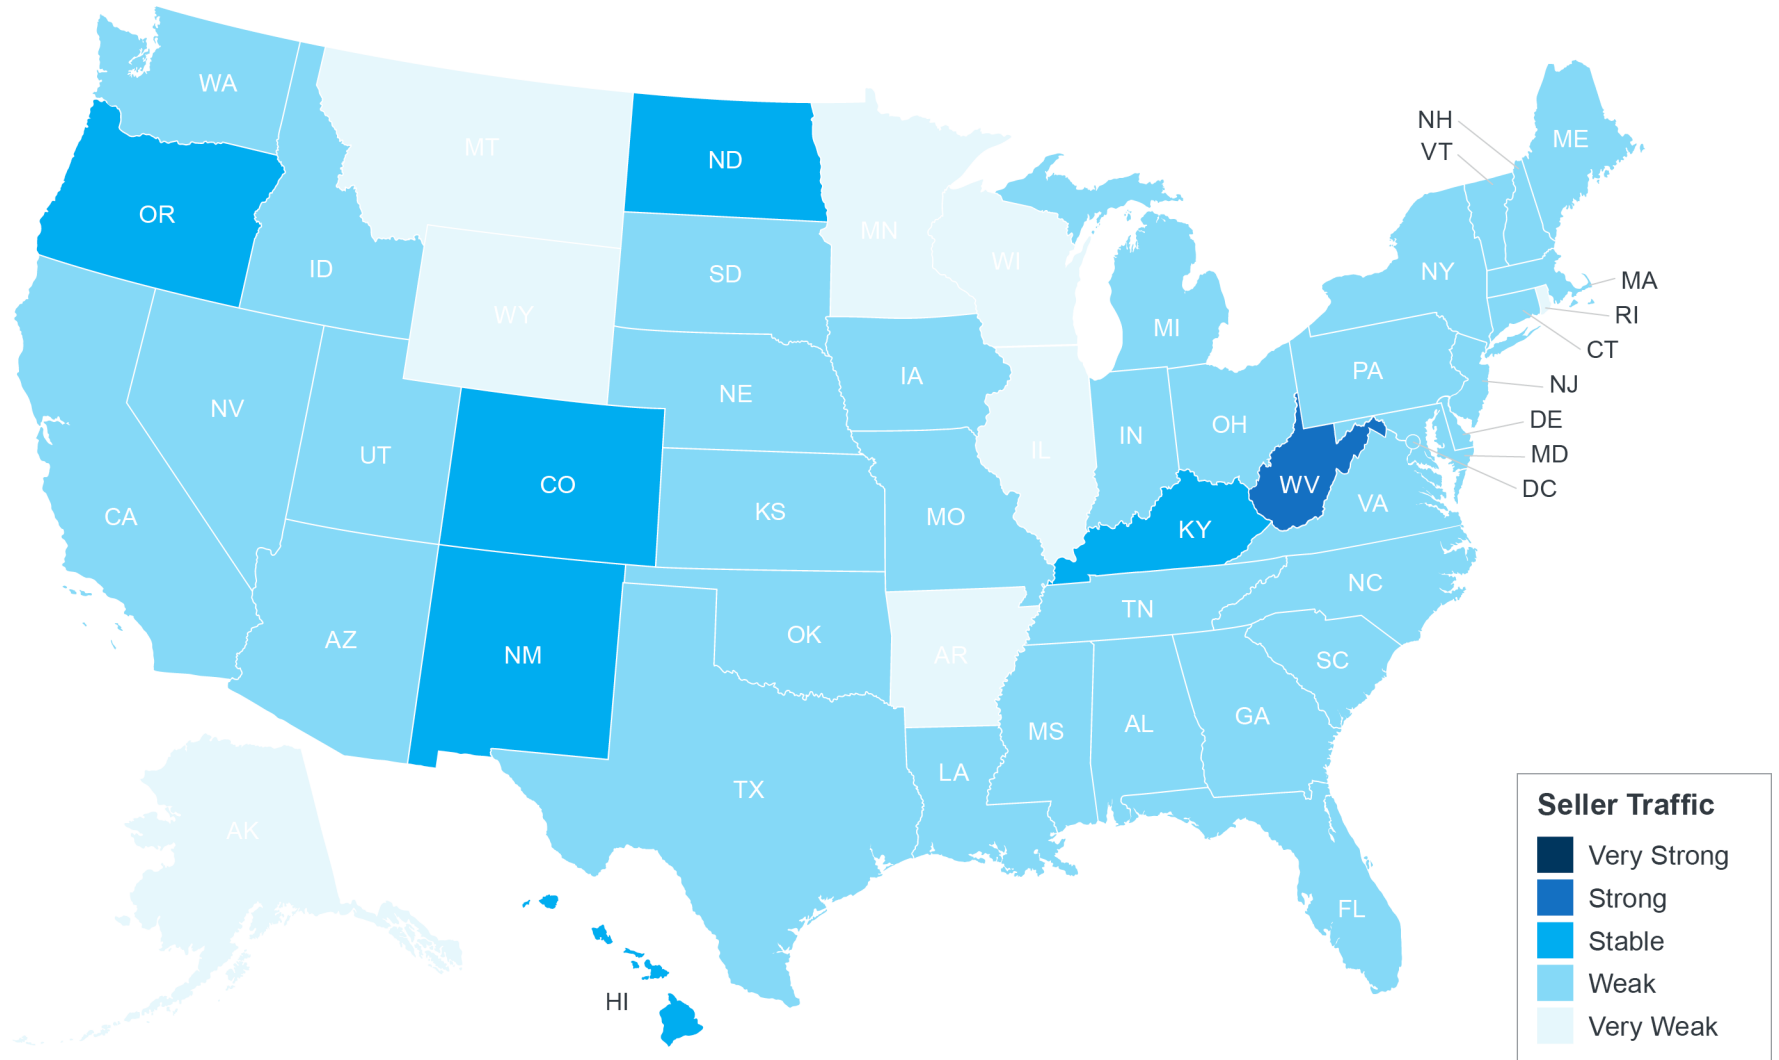 WA
MT
ND
OR
ID
WY
SD
MN
WI
MI
NH
VT
ME
NY
MA
RI
CT
PA
NJ
DE
MD
DC
NV
UT
CO
NE
IA
IL
IN
OH
WV
VA
CA
KS
MO
KY
NC
AZ
NM
OK
TN
AR
SC
MS
AL
GA
TX
LA
AK
FL
HI
Seller Traffic
Very Strong
Strong
Stable
Weak
Very Weak